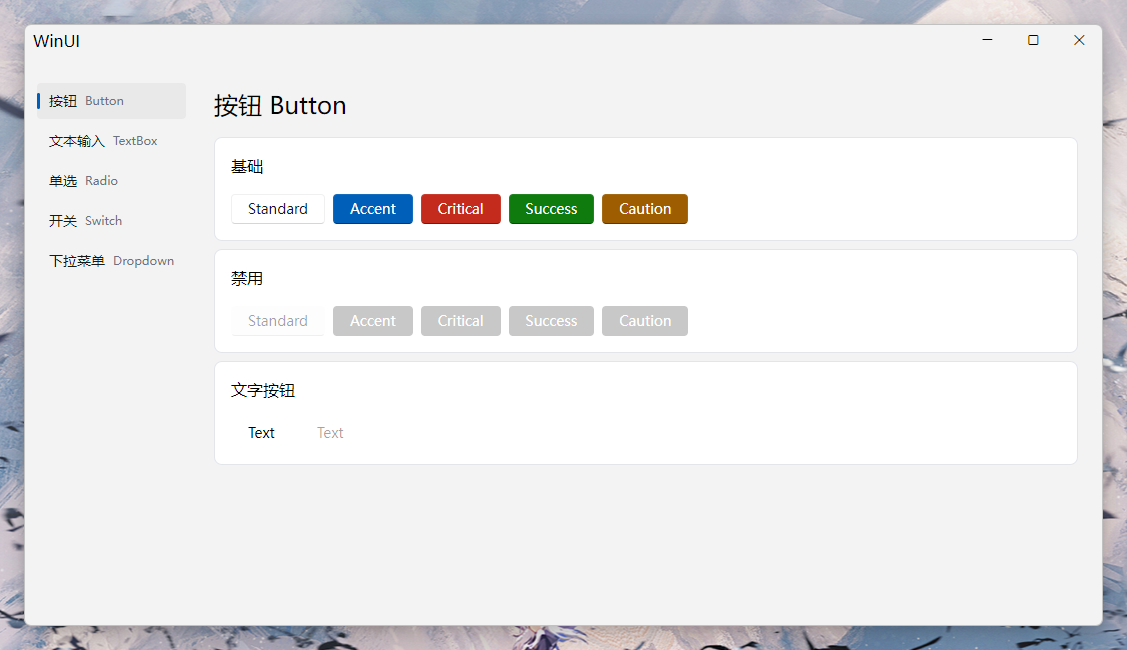 WinUI
按钮 Button
文本输入 TextBox
单选 Radio
开关 Switch
下拉菜单 Dropdown
按钮 Button
基础
Standard Accent Critical Success Caution
禁用
Standard Accent Critical Success Caution
文字按钮
Text Text